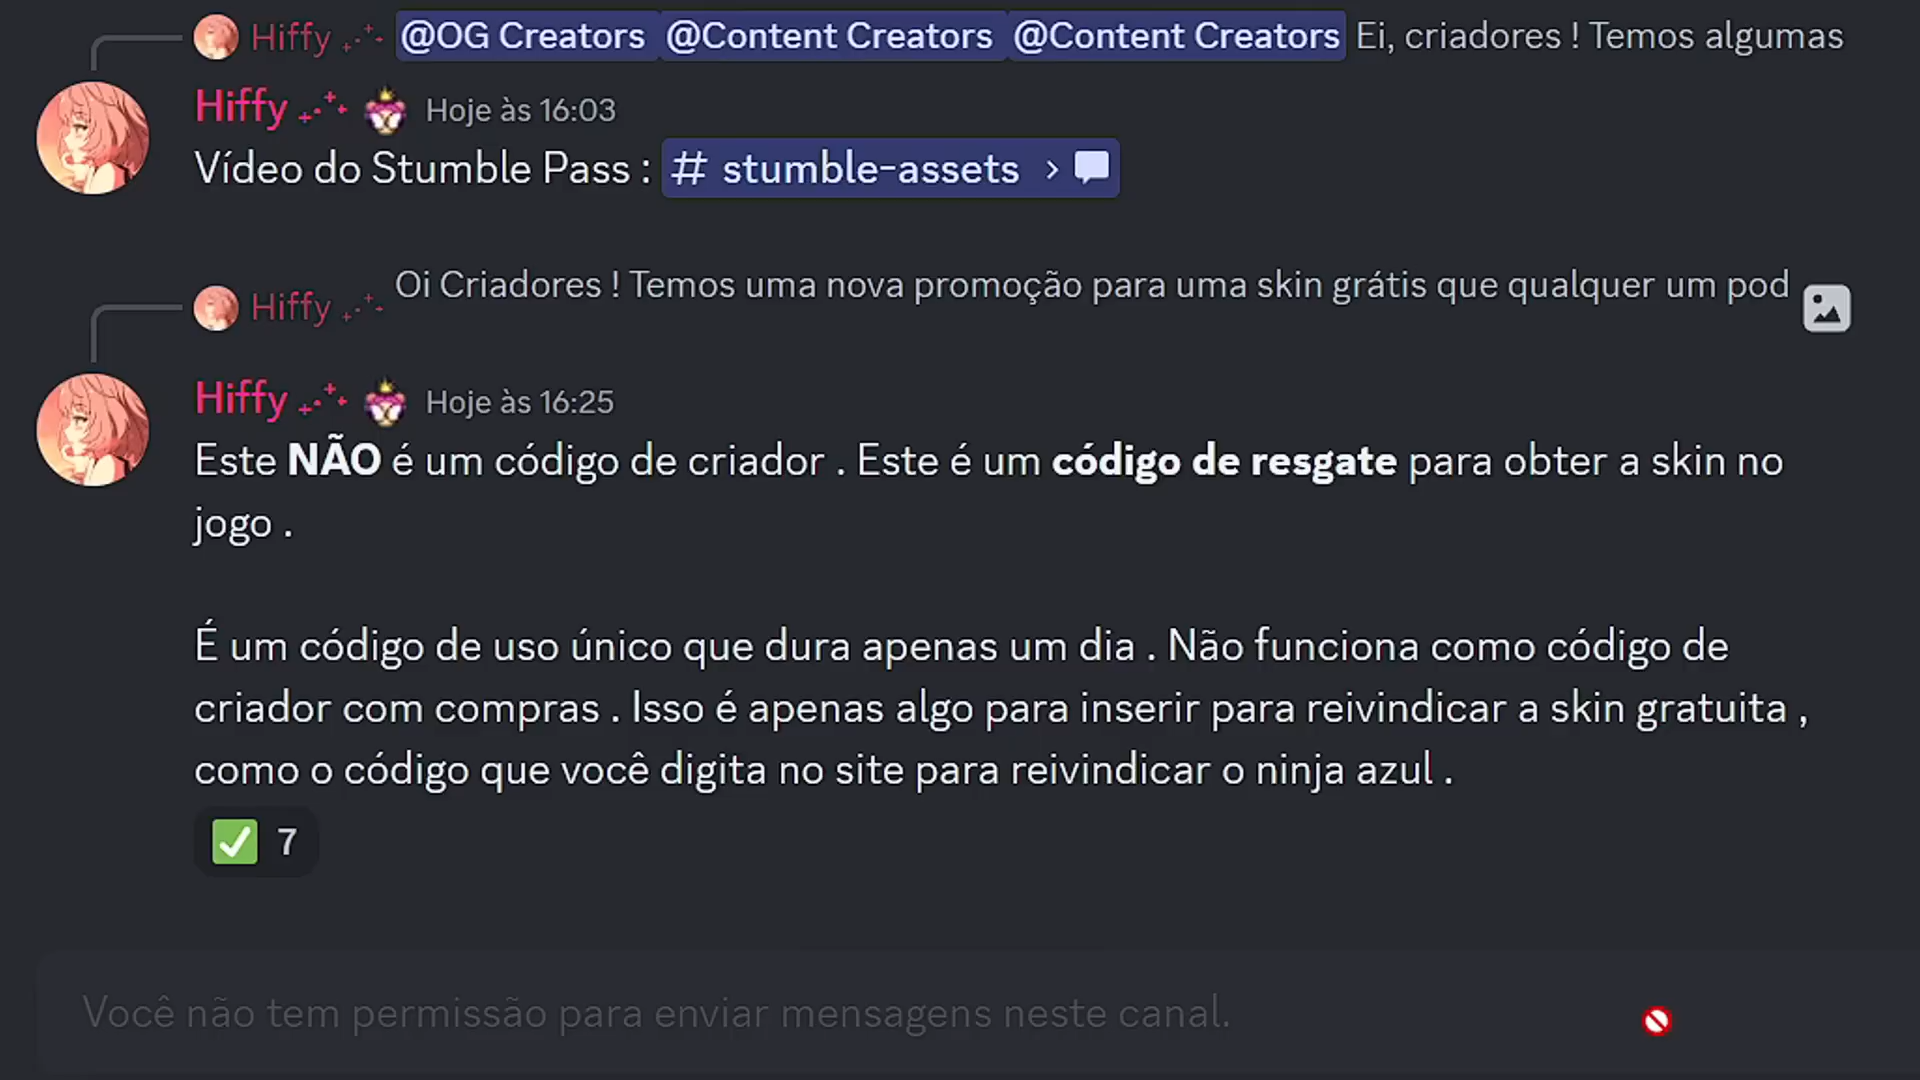 Hiffy @OG Creators @Content Creators @Content Creators Ei, criadores ! Temos algumas
Hiffy Hoje às 16:03
Vídeo do Stumble Pass : # stumble-assets ›
Hiffy Oi Criadores ! Temos uma nova promoção para uma skin grátis que qualquer um pod
Hiffy Hoje às 16:25
Este NÃO é um código de criador . Este é um código de resgate para obter a skin no
jogo .
É um código de uso único que dura apenas um dia . Não funciona como código de
criador com compras . Isso é apenas algo para inserir para reivindicar a skin gratuita ,
como o código que você digita no site para reivindicar o ninja azul .
7
Você não tem permissão para enviar mensagens neste canal.